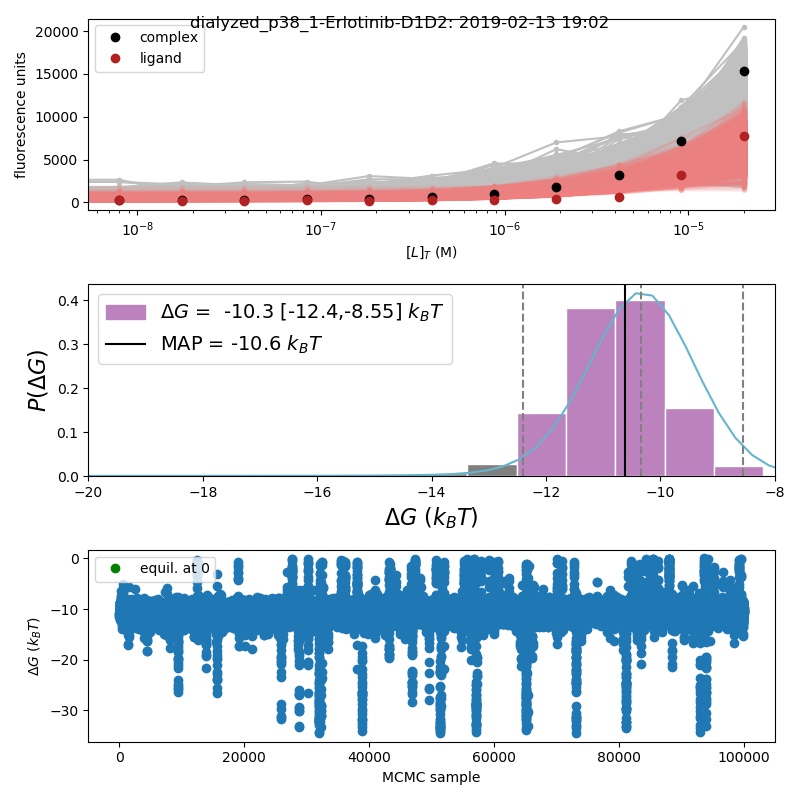 dialyzed_p38_1-Erlotinib-D1D2: 2019-02-13 19:02
complex
ligand
20000
15000
10000
5000
0
fluorescence units
10⁻⁸ 10⁻⁷ 10⁻⁶ 10⁻⁵
[L]_T (M)
ΔG = -10.3 [-12.4,-8.55] k_BT
MAP = -10.6 k_BT
0.4
0.3
0.2
0.1
0.0
P(ΔG)
−20 −18 −16 −14 −12 −10 −8
ΔG (k_BT)
equil. at 0
0
−10
−20
−30
ΔG (k_BT)
0 20000 40000 60000 80000 100000
MCMC sample